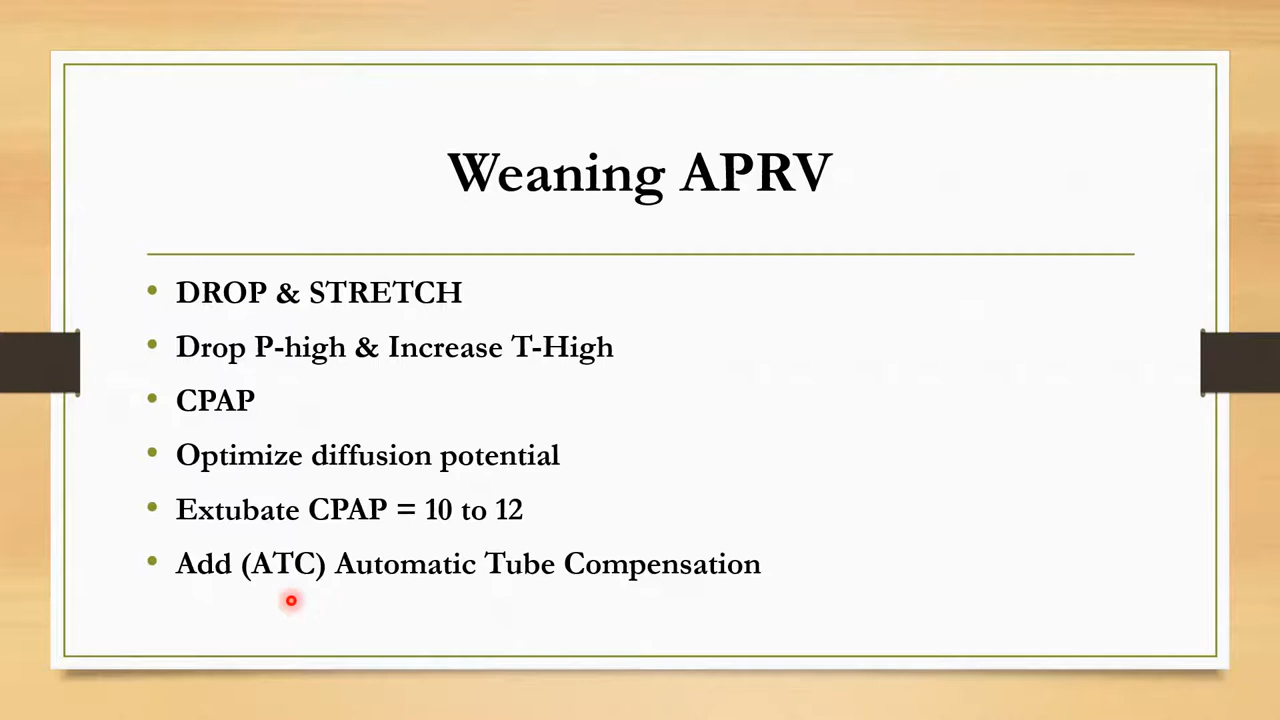 Weaning APRV
• DROP & STRETCH
• Drop P-high & Increase T-High
• CPAP
• Optimize diffusion potential
• Extubate CPAP = 10 to 12
• Add (ATC) Automatic Tube Compensation